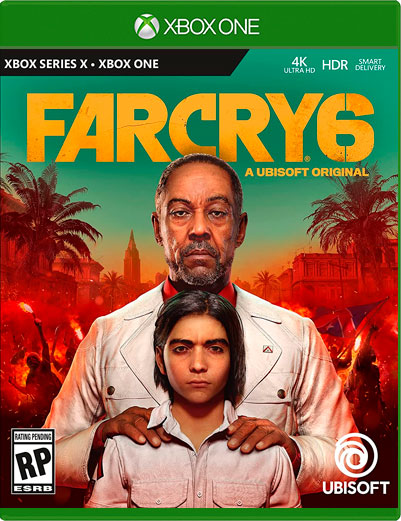 XBOX ONE
XBOX SERIES X • XBOX ONE
4K
ULTRA HD
HDR
SMART
DELIVERY
FARCRY6
A UBISOFT ORIGINAL
RATING PENDING
RP
ESRB
UBISOFT